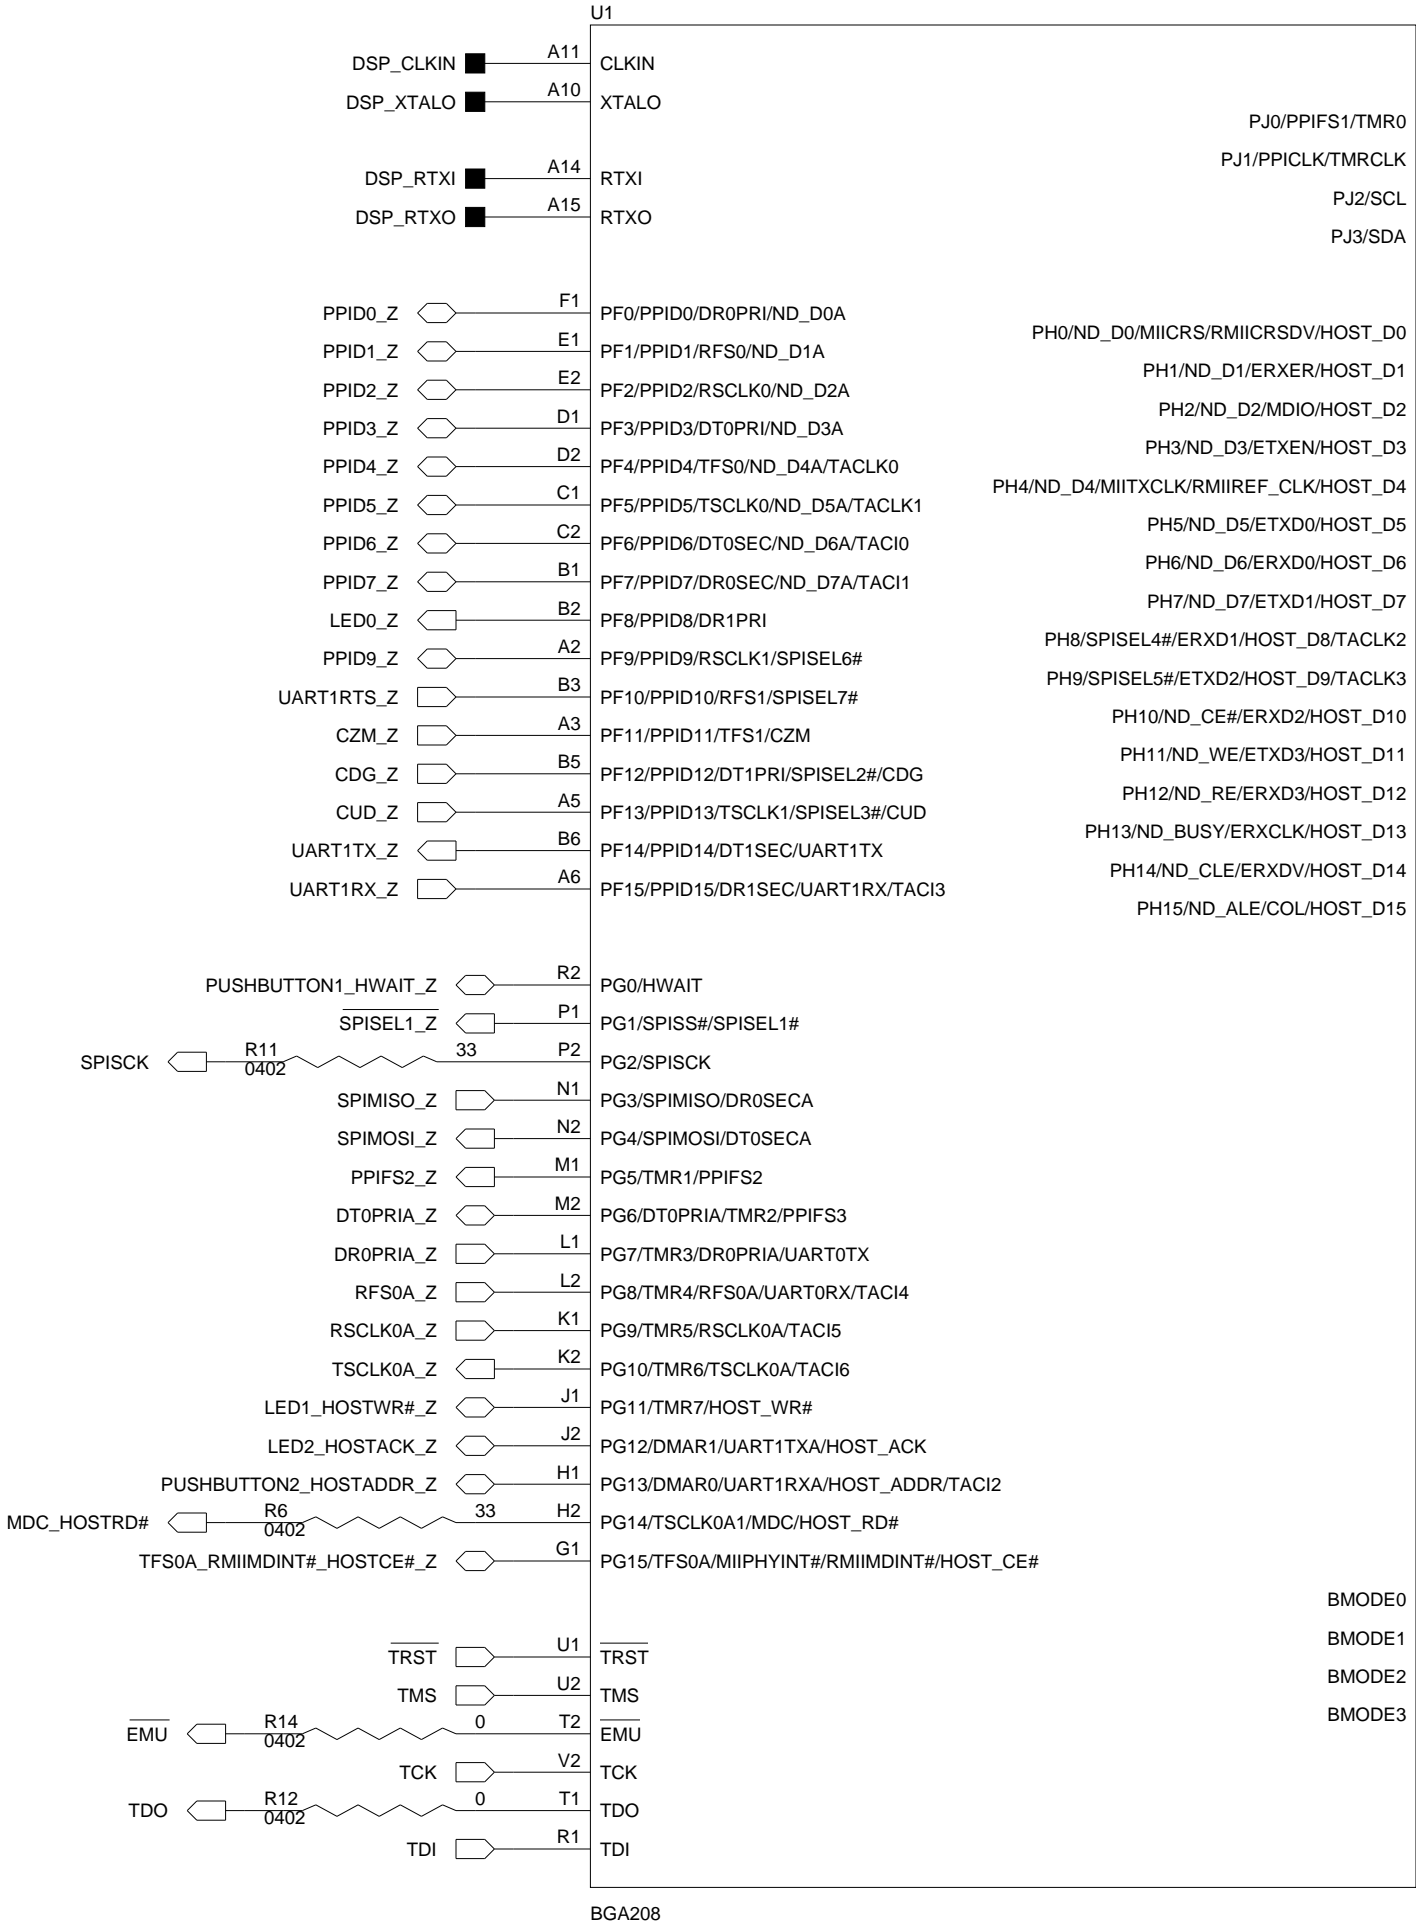 U1
DSP_CLKIN A11 CLKIN
DSP_XTALO A10 XTALO
PJ0/PPIFS1/TMR0
PJ1/PPICLK/TMRCLK
DSP_RTXI A14 RTXI
PJ2/SCL
DSP_RTXO A15 RTXO
PJ3/SDA
PPID0_Z F1 PF0/PPID0/DR0PRI/ND_D0A
PH0/ND_D0/MIICRS/RMIICRSDV/HOST_D0
PPID1_Z E1 PF1/PPID1/RFS0/ND_D1A
PH1/ND_D1/ERXER/HOST_D1
PPID2_Z E2 PF2/PPID2/RSCLK0/ND_D2A
PH2/ND_D2/MDIO/HOST_D2
PPID3_Z D1 PF3/PPID3/DT0PRI/ND_D3A
PH3/ND_D3/ETXEN/HOST_D3
PPID4_Z D2 PF4/PPID4/TFS0/ND_D4A/TACLK0
PH4/ND_D4/MIITXCLK/RMIIREF_CLK/HOST_D4
PPID5_Z C1 PF5/PPID5/TSCLK0/ND_D5A/TACLK1
PH5/ND_D5/ETXD0/HOST_D5
PPID6_Z C2 PF6/PPID6/DT0SEC/ND_D6A/TACI0
PH6/ND_D6/ERXD0/HOST_D6
PPID7_Z B1 PF7/PPID7/DR0SEC/ND_D7A/TACI1
PH7/ND_D7/ETXD1/HOST_D7
LED0_Z B2 PF8/PPID8/DR1PRI
PH8/SPISEL4#/ERXD1/HOST_D8/TACLK2
PPID9_Z A2 PF9/PPID9/RSCLK1/SPISEL6#
PH9/SPISEL5#/ETXD2/HOST_D9/TACLK3
UART1RTS_Z B3 PF10/PPID10/RFS1/SPISEL7#
PH10/ND_CE#/ERXD2/HOST_D10
CZM_Z A3 PF11/PPID11/TFS1/CZM
PH11/ND_WE/ETXD3/HOST_D11
CDG_Z B5 PF12/PPID12/DT1PRI/SPISEL2#/CDG
PH12/ND_RE/ERXD3/HOST_D12
CUD_Z A5 PF13/PPID13/TSCLK1/SPISEL3#/CUD
PH13/ND_BUSY/ERXCLK/HOST_D13
UART1TX_Z B6 PF14/PPID14/DT1SEC/UART1TX
PH14/ND_CLE/ERXDV/HOST_D14
UART1RX_Z A6 PF15/PPID15/DR1SEC/UART1RX/TACI3
PH15/ND_ALE/COL/HOST_D15
PUSHBUTTON1_HWAIT_Z R2 PG0/HWAIT
SPISEL1_Z P1 PG1/SPISS#/SPISEL1#
SPISCK R11 0402 33 P2 PG2/SPISCK
SPIMISO_Z N1 PG3/SPIMISO/DR0SECA
SPIMOSI_Z N2 PG4/SPIMOSI/DT0SECA
PPIFS2_Z M1 PG5/TMR1/PPIFS2
DT0PRIA_Z M2 PG6/DT0PRIA/TMR2/PPIFS3
DR0PRIA_Z L1 PG7/TMR3/DR0PRIA/UART0TX
RFS0A_Z L2 PG8/TMR4/RFS0A/UART0RX/TACI4
RSCLK0A_Z K1 PG9/TMR5/RSCLK0A/TACI5
TSCLK0A_Z K2 PG10/TMR6/TSCLK0A/TACI6
LED1_HOSTWR#_Z J1 PG11/TMR7/HOST_WR#
LED2_HOSTACK_Z J2 PG12/DMAR1/UART1TXA/HOST_ACK
PUSHBUTTON2_HOSTADDR_Z H1 PG13/DMAR0/UART1RXA/HOST_ADDR/TACI2
MDC_HOSTRD# R6 0402 33 H2 PG14/TSCLK0A1/MDC/HOST_RD#
TFS0A_RMIIMDINT#_HOSTCE#_Z G1 PG15/TFS0A/MIIPHYINT#/RMIIMDINT#/HOST_CE#
BMODE0
BMODE1
TRST U1 TRST
BMODE2
TMS U2 TMS
BMODE3
EMU R14 0402 0 T2 EMU
TCK V2 TCK
TDO R12 0402 0 T1 TDO
TDI R1 TDI
BGA208